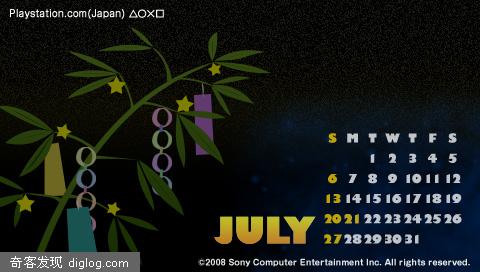 Playstation.com(Japan) △○×□
S M T W T F S
1 2 3 4 5
6 7 8 9 10 11 12
13 14 15 16 17 18 19
20 21 22 23 24 25 26
JULY
27 28 29 30 31
奇客发现 diglog.com
©2008 Sony Computer Entertainment Inc. All rights reserved.